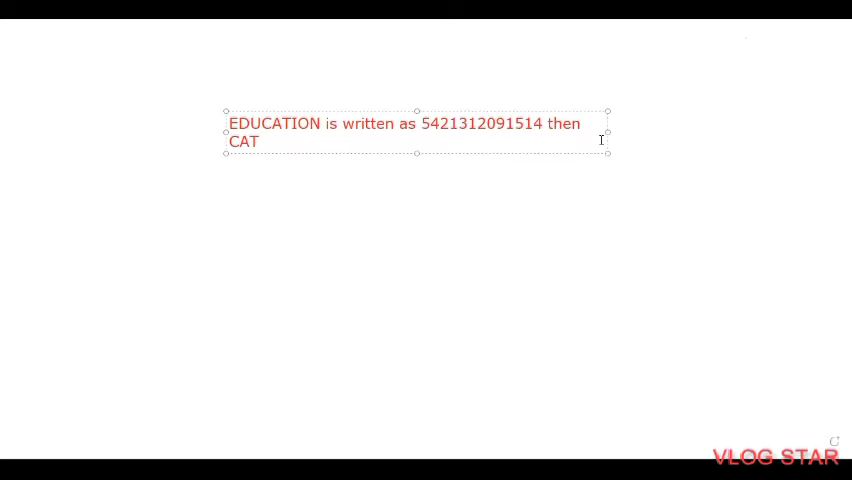 EDUCATION is written as 5421312091514 then
CAT
VLOG STAR